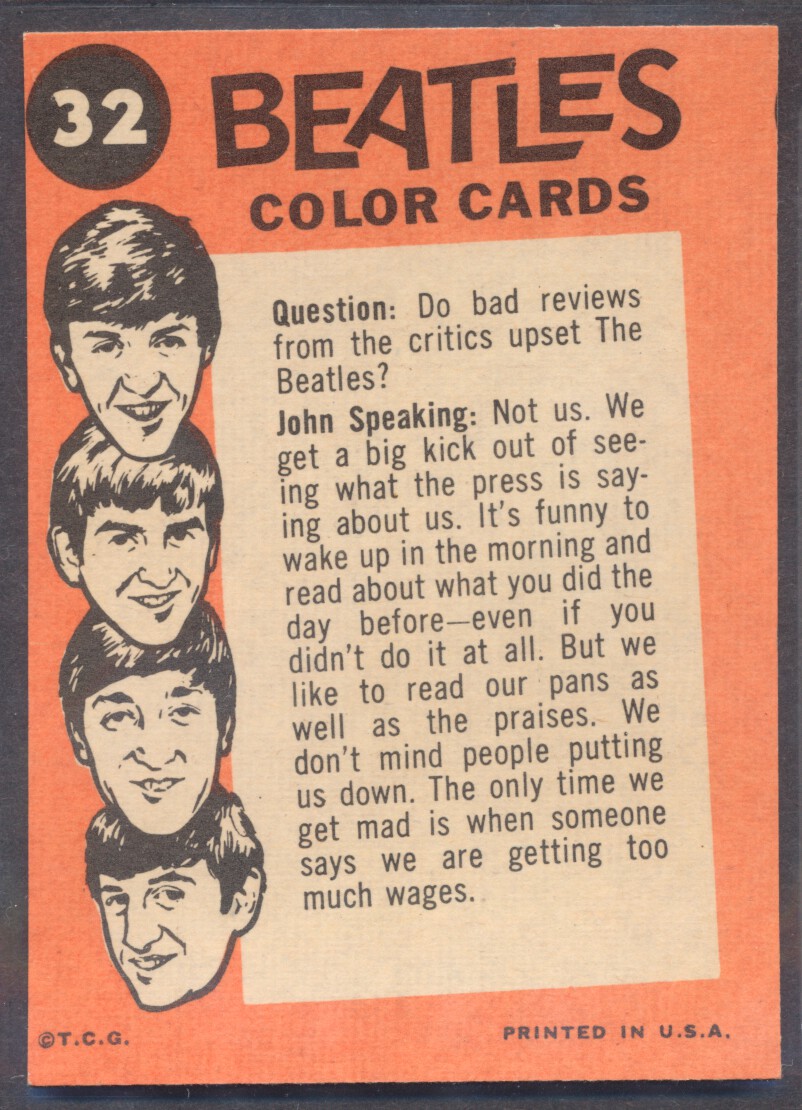 32
BEATLES
COLOR CARDS
Question: Do bad reviews
from the critics upset The
Beatles?
John Speaking: Not us. We
get a big kick out of see-
ing what the press is say-
ing about us. It's funny to
wake up in the morning and
read about what you did the
day before—even if you
didn't do it at all. But we
like to read our pans as
well as the praises. We
don't mind people putting
us down. The only time we
get mad is when someone
says we are getting too
much wages.
©T.C.G.
PRINTED IN U.S.A.